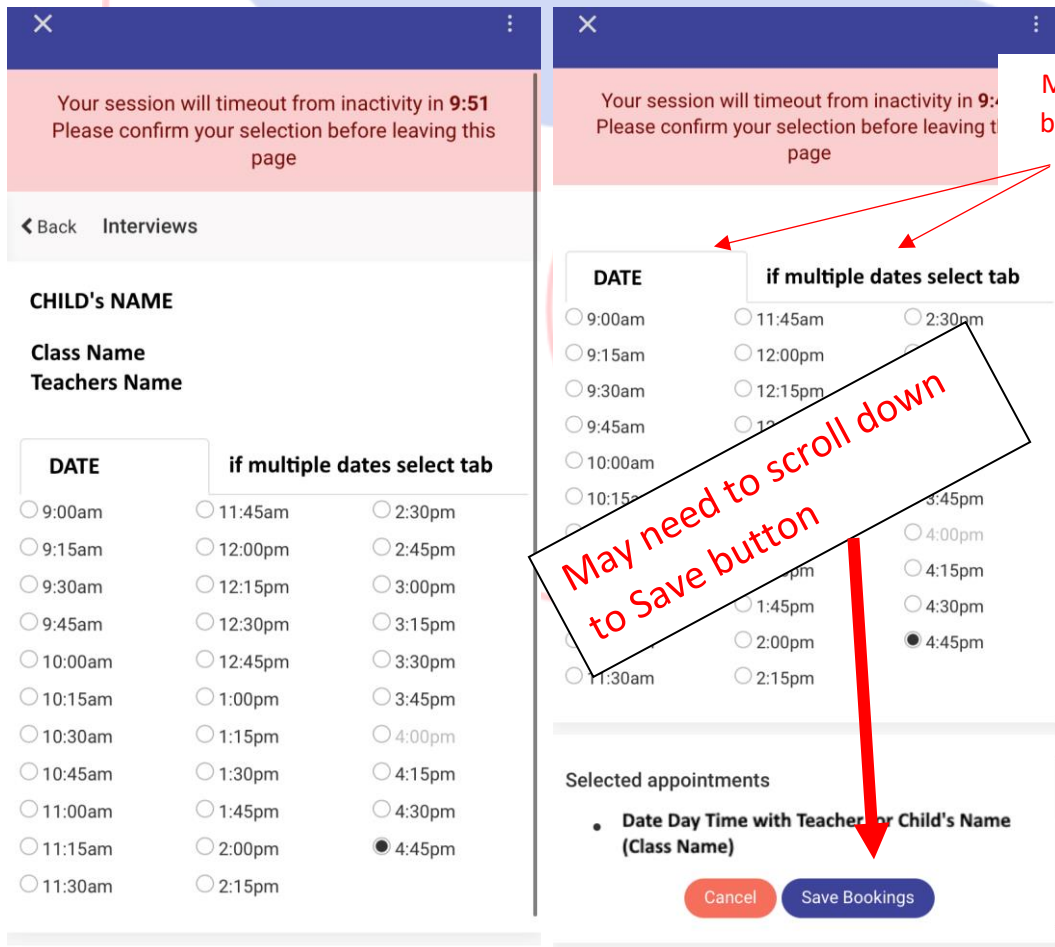 Your session will timeout from inactivity in 9:51
Please confirm your selection before leaving this
page
Back Interviews
CHILD's NAME
Class Name
Teachers Name
DATE if multiple dates select tab
9:00am 11:45am 2:30pm
9:15am 12:00pm 2:45pm
9:30am 12:15pm 3:00pm
9:45am 12:30pm 3:15pm
10:00am 12:45pm 3:30pm
10:15am 1:00pm 3:45pm
10:30am 1:15pm 4:00pm
10:45am 1:30pm 4:15pm
11:00am 1:45pm 4:30pm
11:15am 2:00pm 4:45pm
11:30am 2:15pm
Your session will timeout from inactivity in
Please confirm your selection before leaving
page
DATE if multiple dates select tab
9:00am 11:45am 2:30pm
9:15am 12:00pm
9:30am 12:15pm
9:45am
10:00am
3:45pm
4:00pm
4:15pm
1:45pm 4:30pm
2:00pm 4:45pm
11:30am 2:15pm
May need to scroll down
to Save button
Selected appointments
Date Day Time with Teacher for Child's Name
(Class Name)
Cancel Save Bookings